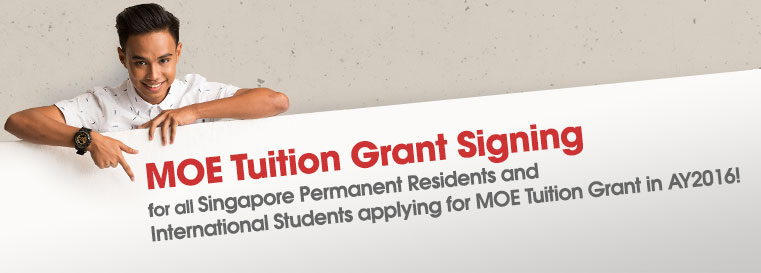 MOE Tuition Grant Signing
for all Singapore Permanent Residents and
International Students applying for MOE Tuition Grant in AY2016!